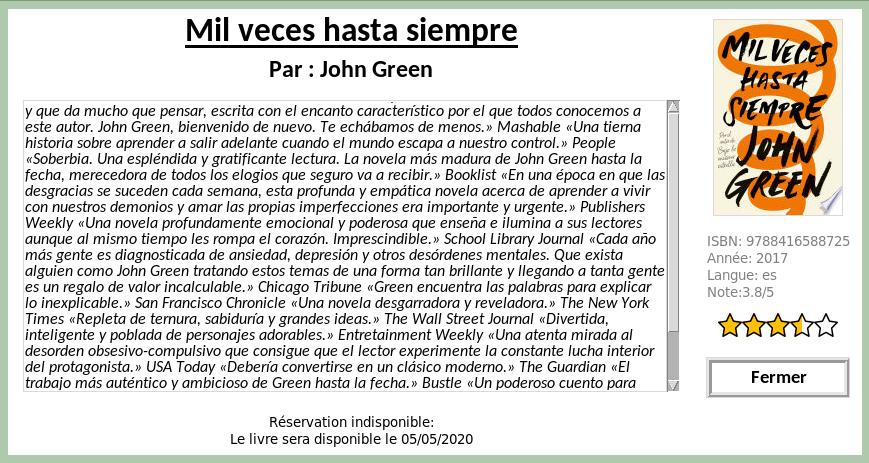 Mil veces hasta siempre
Par : John Green
y que da mucho que pensar, escrita con el encanto característico por el que todos conocemos a
este autor. John Green, bienvenido de nuevo. Te echábamos de menos.» Mashable «Una tierna
historia sobre aprender a salir adelante cuando el mundo escapa a nuestro control.» People
«Soberbia. Una espléndida y gratificante lectura. La novela más madura de John Green hasta la
fecha, merecedora de todos los elogios que seguro va a recibir.» Booklist «En una época en que las
desgracias se suceden cada semana, esta profunda y empática novela acerca de aprender a vivir
con nuestros demonios y amar las propias imperfecciones era importante y urgente.» Publishers
Weekly «Una novela profundamente emocional y poderosa que enseña e ilumina a sus lectores
aunque al mismo tiempo les rompa el corazón. Imprescindible.» School Library Journal «Cada año
más gente es diagnosticada de ansiedad, depresión y otros desórdenes mentales. Que exista
alguien como John Green tratando estos temas de una forma tan brillante y llegando a tanta gente
es un regalo de valor incalculable.» Chicago Tribune «Green encuentra las palabras para explicar
lo inexplicable.» San Francisco Chronicle «Una novela desgarradora y reveladora.» The New York
Times «Repleta de ternura, sabiduría y grandes ideas.» The Wall Street Journal «Divertida,
inteligente y poblada de personajes adorables.» Entretainment Weekly «Una atenta mirada al
desorden obsesivo-compulsivo que consigue que el lector experimente la constante lucha interior
del protagonista.» USA Today «Debería convertirse en un clásico moderno.» The Guardian «El
trabajo más auténtico y ambicioso de Green hasta la fecha.» Bustle «Un poderoso cuento para
Réservation indisponible:
Le livre sera disponible le 05/05/2020
MIL VECES
HASTA
SIEMPRE
JOHN
GREEN
ISBN: 9788416588725
Année: 2017
Langue: es
Note:3.8/5
Fermer